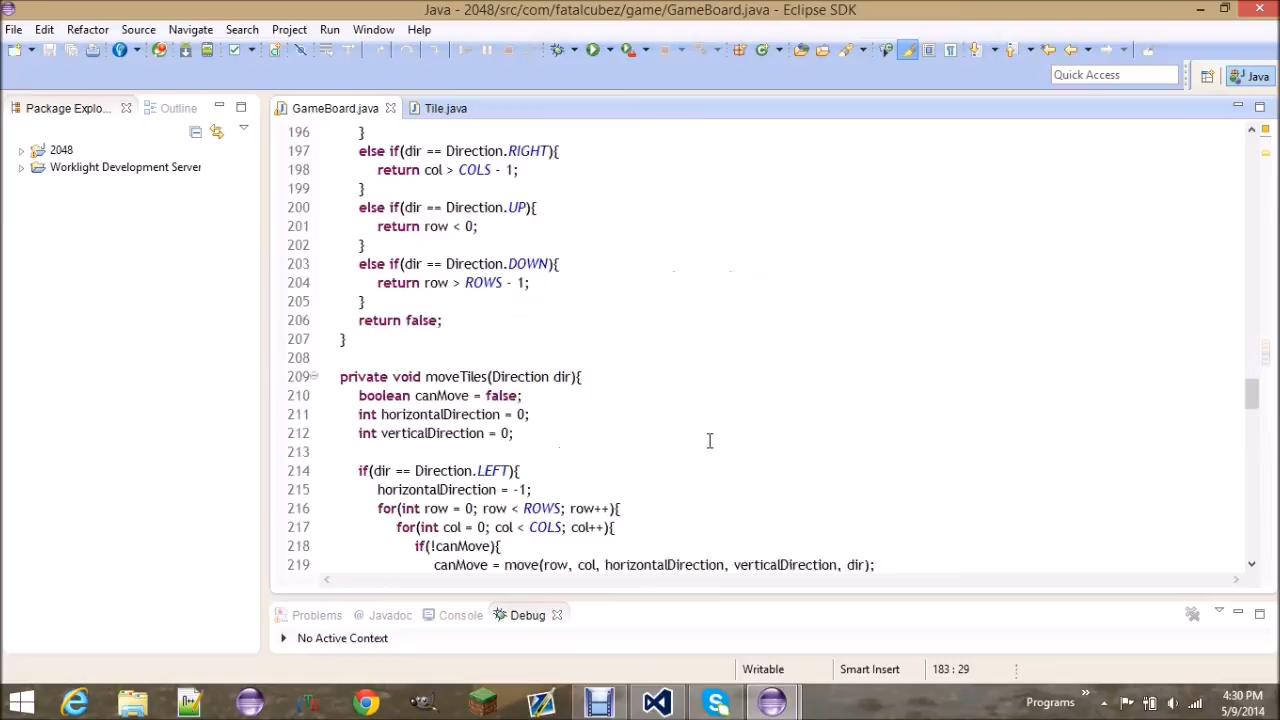 Java - 2048/src/com/fatalcubez/game/GameBoard.java - Eclipse SDK
File Edit Refactor Source Navigate Search Project Run Window Help
Quick Access
Java
Package Explo...
Outline
GameBoard.java
Tile.java
2048
Worklight Development Server
196 }
197 else if(dir == Direction.RIGHT){
198 return col > COLS - 1;
199 }
200 else if(dir == Direction.UP){
201 return row < 0;
202 }
203 else if(dir == Direction.DOWN){
204 return row > ROWS - 1;
205 }
206 return false;
207 }
208
209 private void moveTiles(Direction dir){
210 boolean canMove = false;
211 int horizontalDirection = 0;
212 int verticalDirection = 0;
213
214 if(dir == Direction.LEFT){
215 horizontalDirection = -1;
216 for(int row = 0; row < ROWS; row++){
217 for(int col = 0; col < COLS; col++){
218 if(!canMove){
219 canMove = move(row, col, horizontalDirection, verticalDirection, dir);
Problems @ Javadoc Console Debug
No Active Context
Writable Smart Insert 183 : 29
Programs
4:30 PM
5/9/2014